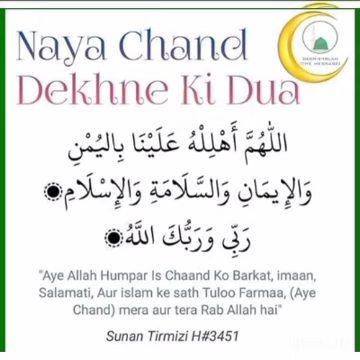 Naya Chand
Dekhne Ki Dua
اللّٰهُمَّ أَهْلِلْهُ عَلَيْنَا بِالْيُمْنِ
وَالإِيمَانِ وَالسَّلَامَةِ وَالإِسْلَامِ
رَبِّي وَرَبُّكَ اللَّهُ
"Aye Allah Humpar Is Chaand Ko Barkat, imaan,
Salamati, Aur islam ke sath Tuloo Farmaa, (Aye
Chand) mera aur tera Rab Allah hai"
Sunan Tirmizi H#3451